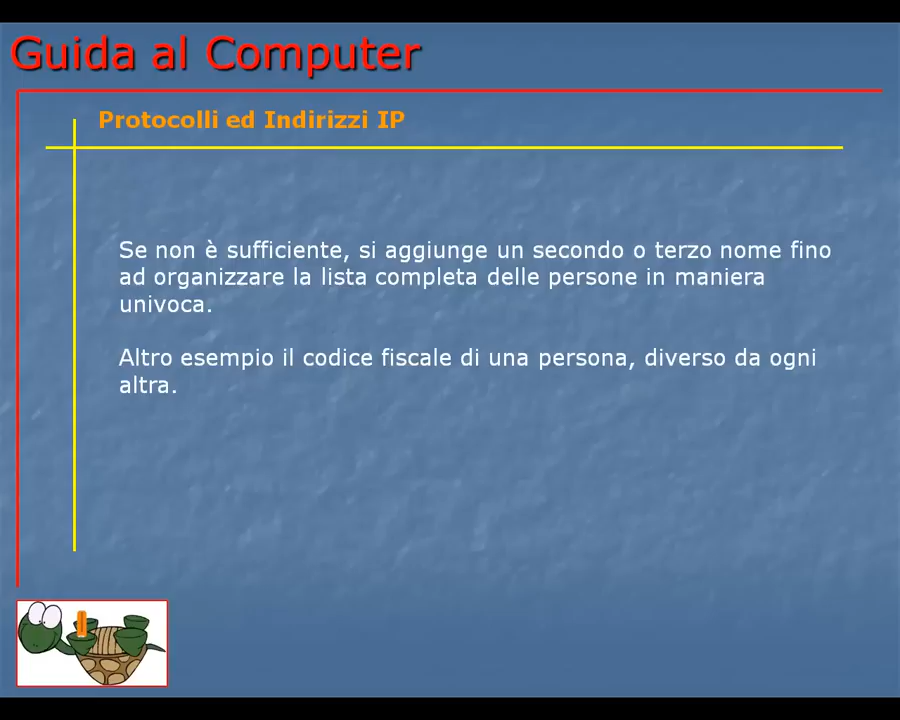 Guida al Computer
Protocolli ed Indirizzi IP
Se non è sufficiente, si aggiunge un secondo o terzo nome fino
ad organizzare la lista completa delle persone in maniera
univoca.
Altro esempio il codice fiscale di una persona, diverso da ogni
altra.